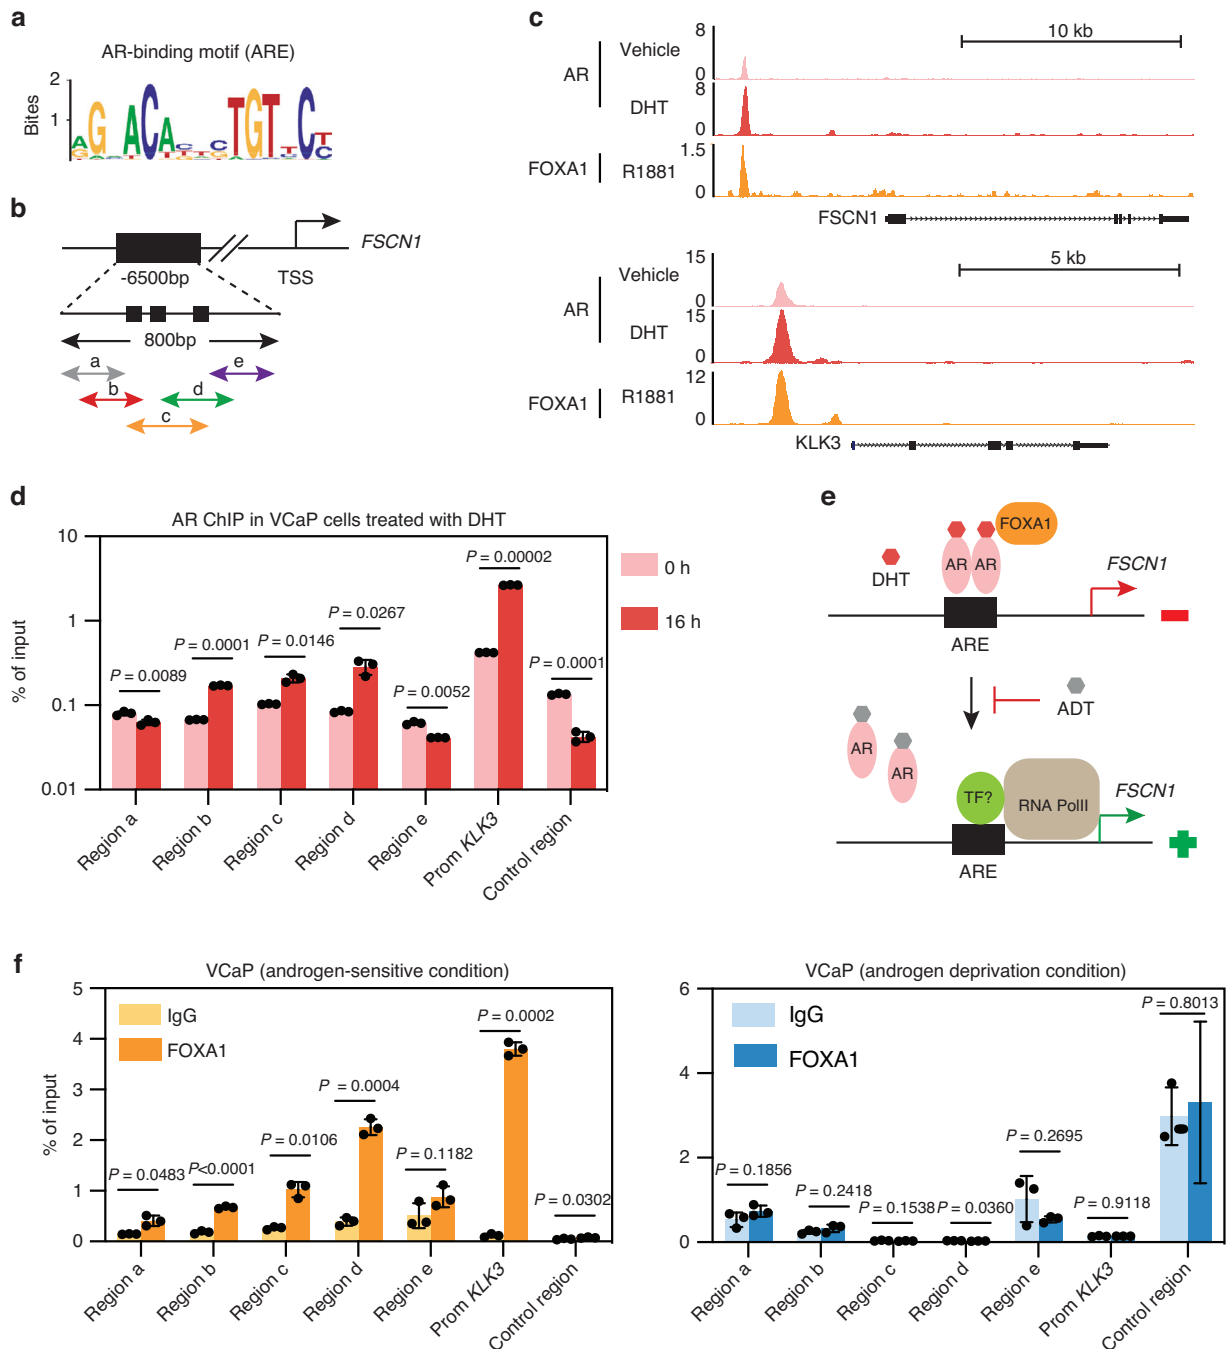 a
AR-binding motif (ARE)
2
1
Bites
b
FSCN1
-6500bp
TSS
800bp
a
e
b
d
c
c
10 kb
AR
Vehicle
8
0
DHT
8
0
FOXA1
R1881
1.5
0
FSCN1
5 kb
AR
Vehicle
15
0
DHT
15
0
FOXA1
R1881
12
0
KLK3
d
AR ChIP in VCaP cells treated with DHT
% of input
10
1
0.1
0.01
P = 0.0089
P = 0.0001
P = 0.0146
P = 0.0267
P = 0.0052
P = 0.00002
P = 0.0001
0 h
16 h
Region a
Region b
Region c
Region d
Region e
Prom KLK3
Control region
e
DHT
AR
AR
FOXA1
FSCN1
ARE
ADT
AR
AR
TF?
RNA PolII
FSCN1
ARE
f
VCaP (androgen-sensitive condition)
% of input
5
4
3
2
1
0
IgG
FOXA1
P = 0.0483
P<0.0001
P = 0.0106
P = 0.0004
P = 0.1182
P = 0.0002
P = 0.0302
Region a
Region b
Region c
Region d
Region e
Prom KLK3
Control region
VCaP (androgen deprivation condition)
6
4
2
0
IgG
FOXA1
P = 0.1856
P = 0.2418
P = 0.1538
P = 0.0360
P = 0.2695
P = 0.9118
P = 0.8013
Region a
Region b
Region c
Region d
Region e
Prom KLK3
Control region